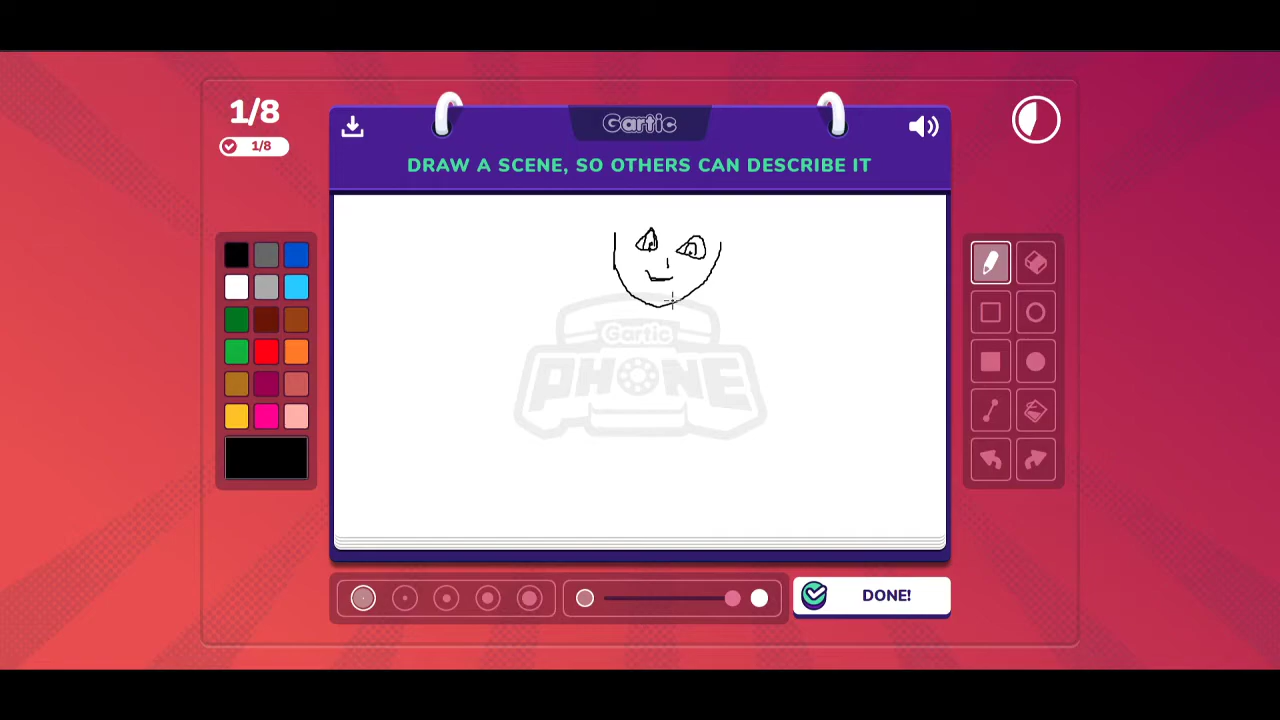 1/8
1/8
Gartic
DRAW A SCENE, SO OTHERS CAN DESCRIBE IT
Gartic
PHONE
DONE!